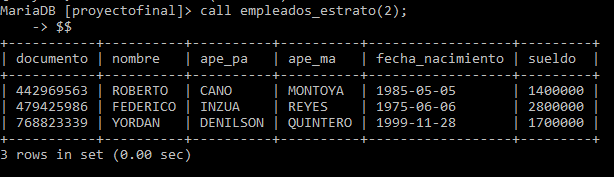 MariaDB [proyectofinal]> call empleados_estrato(2);
    -> $$
+-----------+----------+----------+----------+------------------+---------+
| documento | nombre   | ape_pa   | ape_ma   | fecha_nacimiento | sueldo  |
+-----------+----------+----------+----------+------------------+---------+
| 442969563 | ROBERTO  | CANO     | MONTOYA  | 1985-05-05       | 1400000 |
| 479425986 | FEDERICO | INZUA    | REYES    | 1975-06-06       | 2800000 |
| 768823339 | YORDAN   | DENILSON | QUINTERO | 1999-11-28       | 1700000 |
+-----------+----------+----------+----------+------------------+---------+
3 rows in set (0.00 sec)